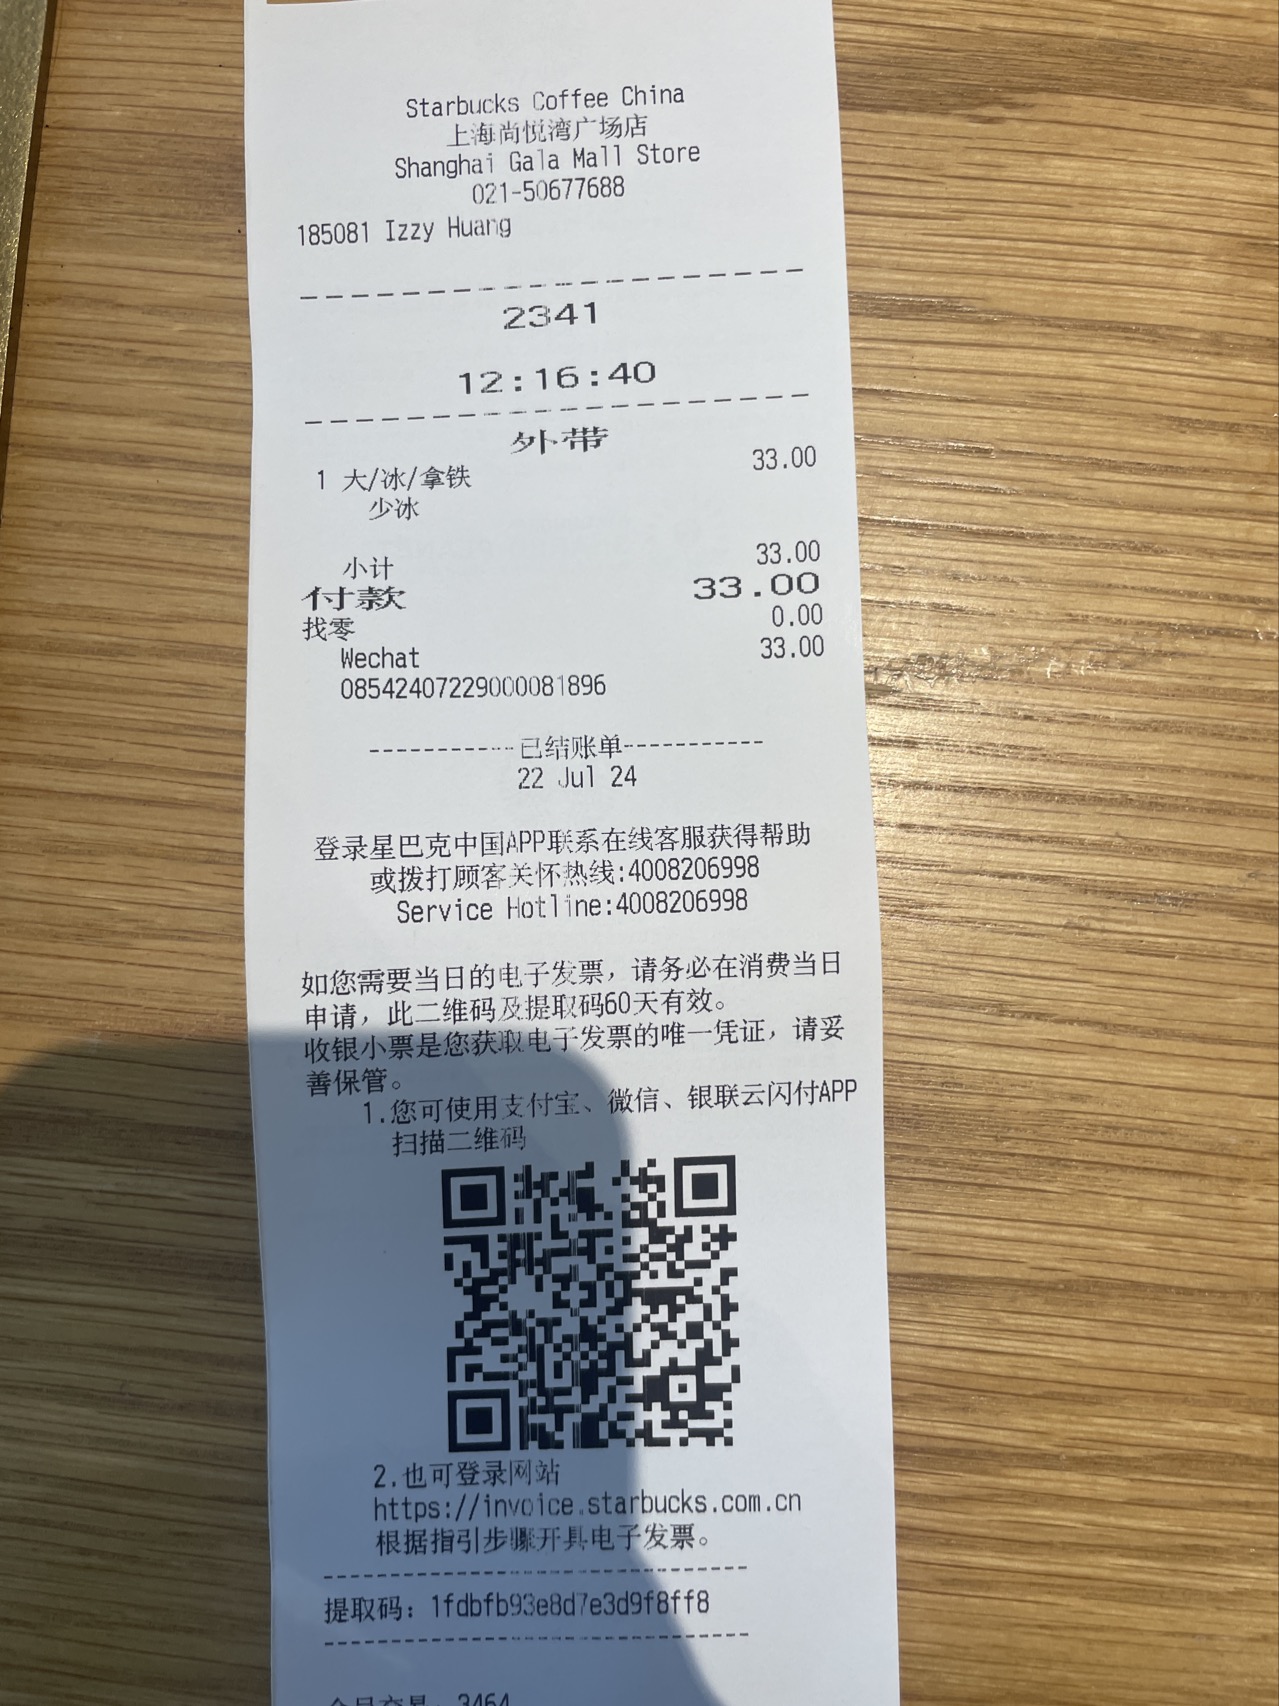 Starbucks Coffee China
上海尚悦湾广场店
Shanghai Gala Mall Store
021-50677688
185081 Izzy Huang
2341
12:16:40
外带
1 大/冰/拿铁 33.00
少冰
小计 33.00
付款 33.00
找零 0.00
Wechat 33.00
08542407229000081896
-----------已结账单-----------
22 Jul 24
登录星巴克中国APP联系在线客服获得帮助
或拨打顾客关怀热线:4008206998
Service Hotline:4008206998
如您需要当日的电子发票，请务必在消费当日
申请，此二维码及提取码60天有效。
收银小票是您获取电子发票的唯一凭证，请妥
善保管。
1.您可使用支付宝、微信、银联云闪付APP
扫描二维码
2.也可登录网站
https://invoice.starbucks.com.cn
根据指引步骤开具电子发票。
提取码：1fdbfb93e8d7e3d9f8ff8
3464